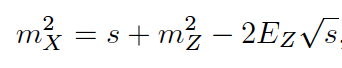 $m_X^2 = s + m_Z^2 - 2E_Z\sqrt{s}$,